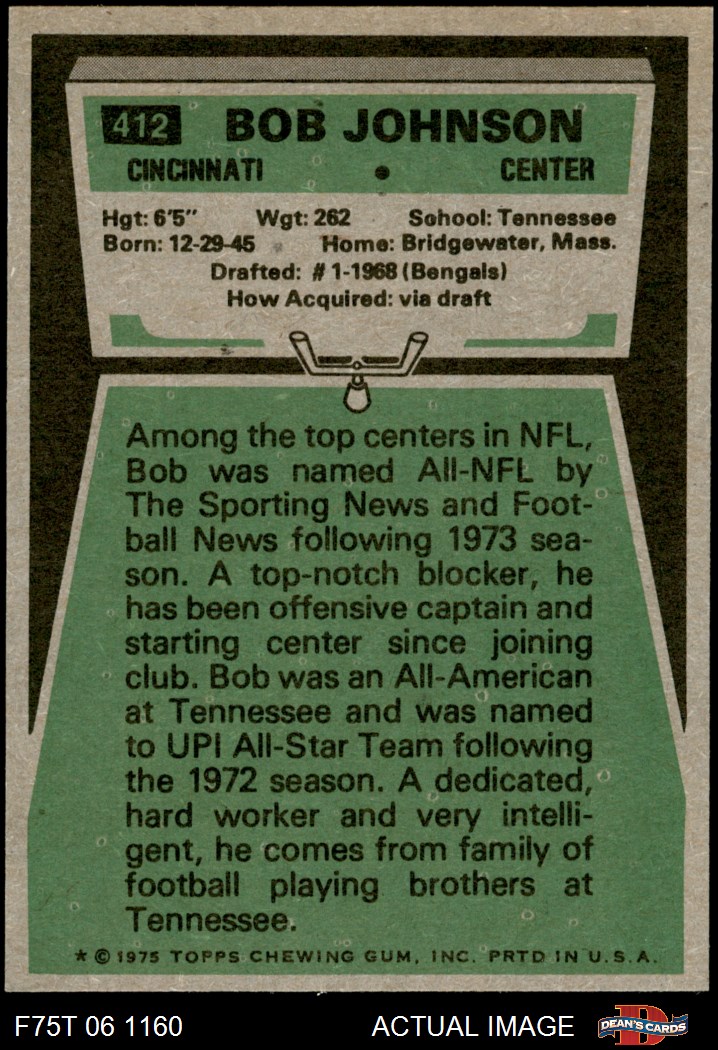 412 BOB JOHNSON
CINCINNATI • CENTER
Hgt: 6'5" Wgt: 262 School: Tennessee
Born: 12-29-45 Home: Bridgewater, Mass.
Drafted: #1-1968 (Bengals)
How Acquired: via draft
Among the top centers in NFL,
Bob was named All-NFL by
The Sporting News and Foot-
ball News following 1973 sea-
son. A top-notch blocker, he
has been offensive captain and
starting center since joining
club. Bob was an All-American
at Tennessee and was named
to UPI All-Star Team following
the 1972 season. A dedicated,
hard worker and very intelli-
gent, he comes from family of
football playing brothers at
Tennessee.
* © 1975 TOPPS CHEWING GUM, INC. PRTD IN U.S.A.
F75T 06 1160 ACTUAL IMAGE D DEAN'S CARDS